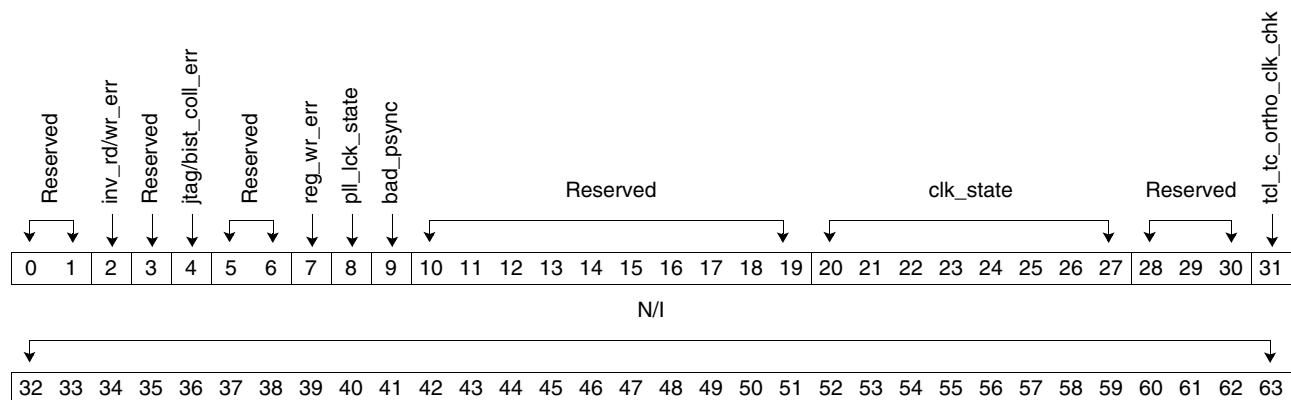 Reserved
inv_rd/wr_err
Reserved
jtag/bist_coll_err
Reserved
reg_wr_err
pll_lck_state
bad_psync
Reserved
clk_state
Reserved
tcl_tc_ortho_clk_chk
0 1 2 3 4 5 6 7 8 9 10 11 12 13 14 15 16 17 18 19 20 21 22 23 24 25 26 27 28 29 30 31
N/I
32 33 34 35 36 37 38 39 40 41 42 43 44 45 46 47 48 49 50 51 52 53 54 55 56 57 58 59 60 61 62 63